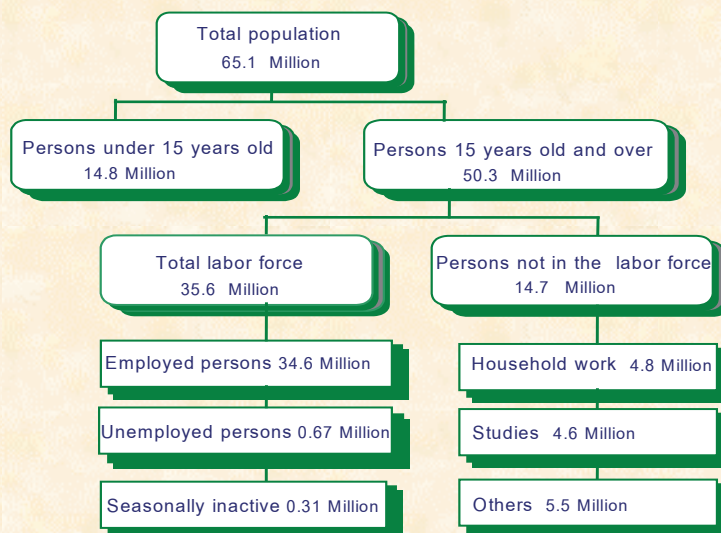 Total population
65.1 Million
Persons under 15 years old
14.8 Million
Persons 15 years old and over
50.3 Million
Total labor force
35.6 Million
Persons not in the labor force
14.7 Million
Employed persons 34.6 Million
Unemployed persons 0.67 Million
Seasonally inactive 0.31 Million
Household work 4.8 Million
Studies 4.6 Million
Others 5.5 Million